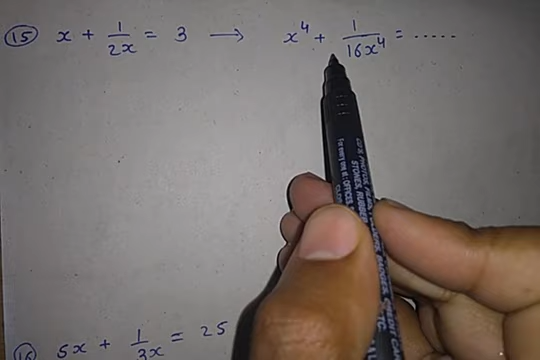 15 x + 1/2x = 3 → x⁴ + 1/16x⁴ = .....
16 5x + 1/3x = 25